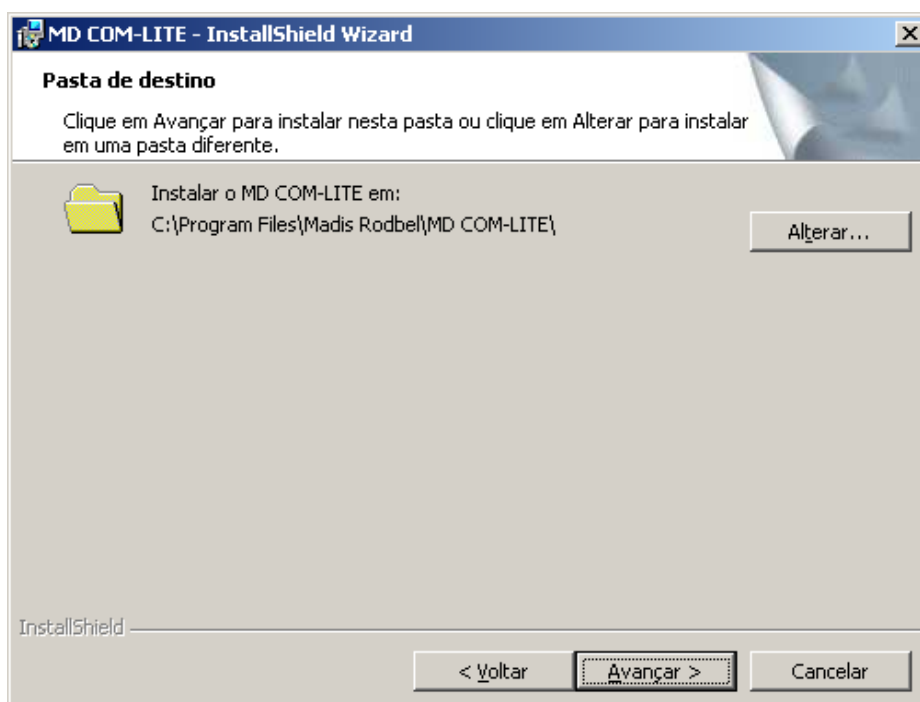 MD COM-LITE - InstallShield Wizard
Pasta de destino
Clique em Avançar para instalar nesta pasta ou clique em Alterar para instalar
em uma pasta diferente.
Instalar o MD COM-LITE em:
C:\Program Files\Madis Rodbel\MD COM-LITE\
Alterar...
InstallShield
< Voltar
Avançar >
Cancelar